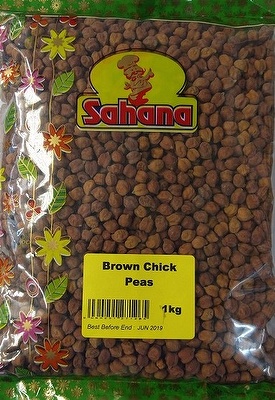 Sahana
Brown Chick
Peas
1kg
Best Before End : JUN 2019